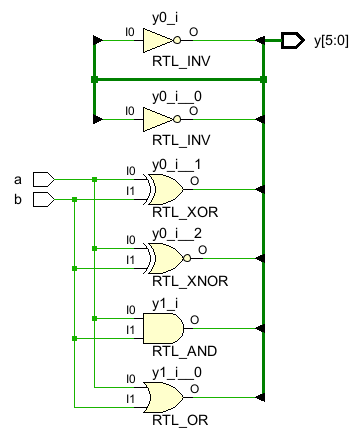 y0_i
I0 O
RTL_INV
y[5:0]
y0_i__0
I0 O
RTL_INV
a
b
y0_i__1
I0 O
I1
RTL_XOR
y0_i__2
I0 O
I1
RTL_XNOR
y1_i
I0 O
I1
RTL_AND
y1_i__0
I0 O
I1
RTL_OR